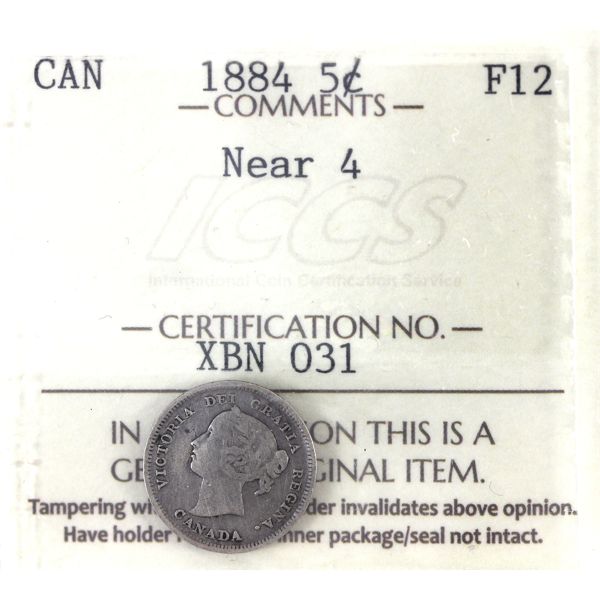 CAN 1884 5¢ F12
— COMMENTS —
Near 4
ICCS
International Coin Certification Service
— CERTIFICATION NO. —
XBN 031
IN ON THIS IS A
GE GINAL ITEM.
Tampering wi der invalidates above opinion.
Have holder inner package/seal not intact.
VICTORIA DEI GRATIA REGINA.
CANADA